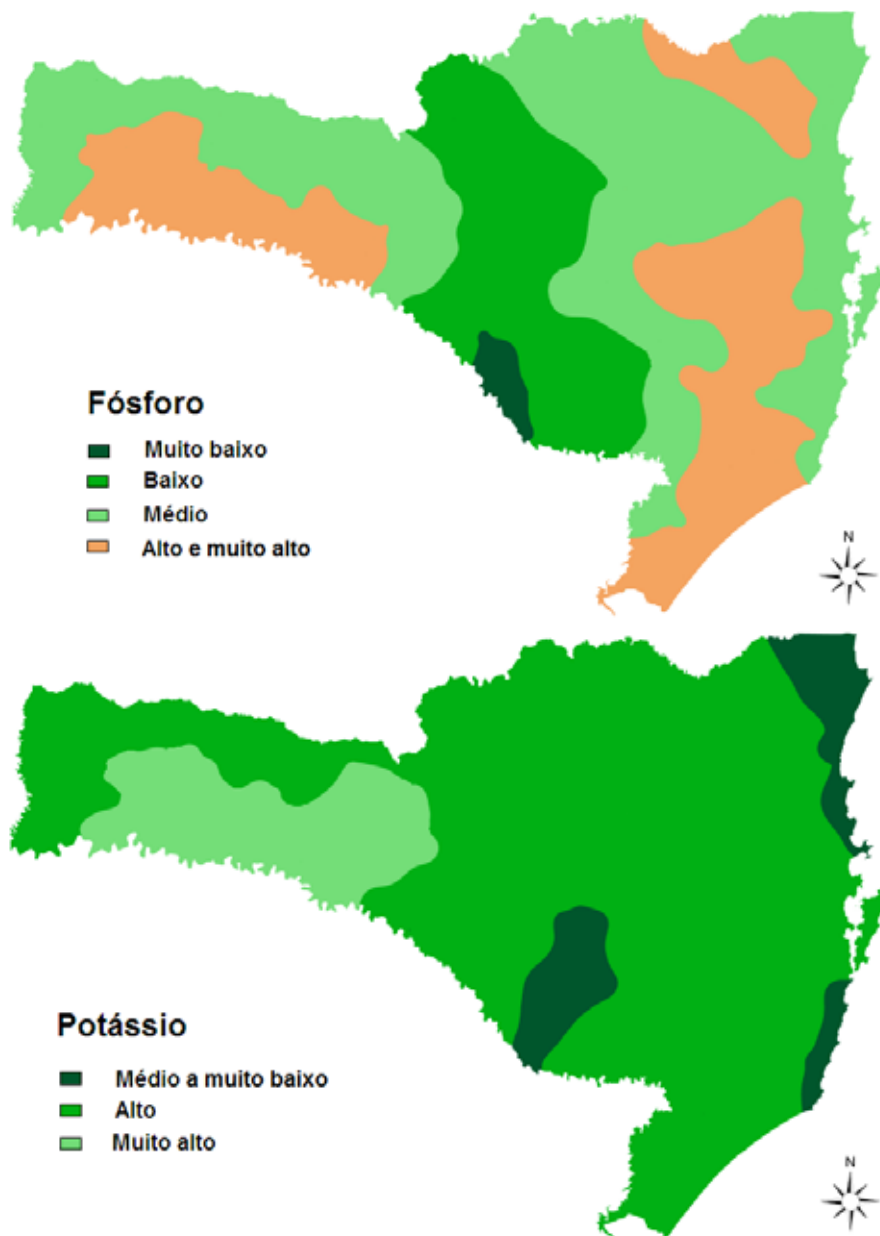 Fósforo
Muito baixo
Baixo
Médio
Alto e muito alto
N
Potássio
Médio a muito baixo
Alto
Muito alto
N